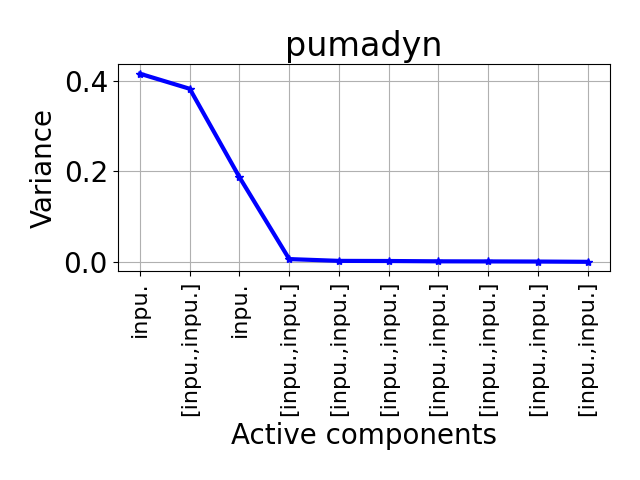 pumadyn
Variance
0.4
0.2
0.0
inpu.
[inpu.,inpu.]
inpu.
[inpu.,inpu.]
[inpu.,inpu.]
[inpu.,inpu.]
[inpu.,inpu.]
[inpu.,inpu.]
[inpu.,inpu.]
[inpu.,inpu.]
Active components